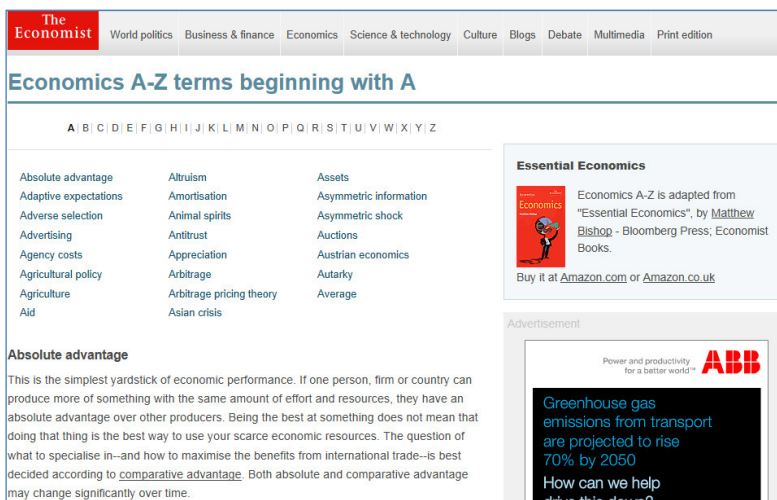 The
Economist
World politics Business & finance Economics Science & technology Culture Blogs Debate Multimedia Print edition
Economics A-Z terms beginning with A
A| B| C| D| E| F| G| H| I| J| K| L| M| N| O| P| Q| R| S| T| U| V| W| X| Y| Z
Absolute advantage
Adaptive expectations
Adverse selection
Advertising
Agency costs
Agricultural policy
Agriculture
Aid
Altruism
Amortisation
Animal spirits
Antitrust
Appreciation
Arbitrage
Arbitrage pricing theory
Asian crisis
Assets
Asymmetric information
Asymmetric shock
Auctions
Austrian economics
Autarky
Average
Absolute advantage
This is the simplest yardstick of economic performance. If one person, firm or country can
produce more of something with the same amount of effort and resources, they have an
absolute advantage over other producers. Being the best at something does not mean that
doing that thing is the best way to use your scarce economic resources. The question of
what to specialise in--and how to maximise the benefits from international trade--is best
decided according to comparative advantage. Both absolute and comparative advantage
may change significantly over time.
Essential Economics
Economics
Economics A-Z is adapted from
"Essential Economics", by Matthew
Bishop - Bloomberg Press; Economist
Books.
Buy it at Amazon.com or Amazon.co.uk
Advertisement
Power and productivity
for a better world™
ABB
Greenhouse gas
emissions from transport
are projected to rise
70% by 2050
How can we help
drive this down?